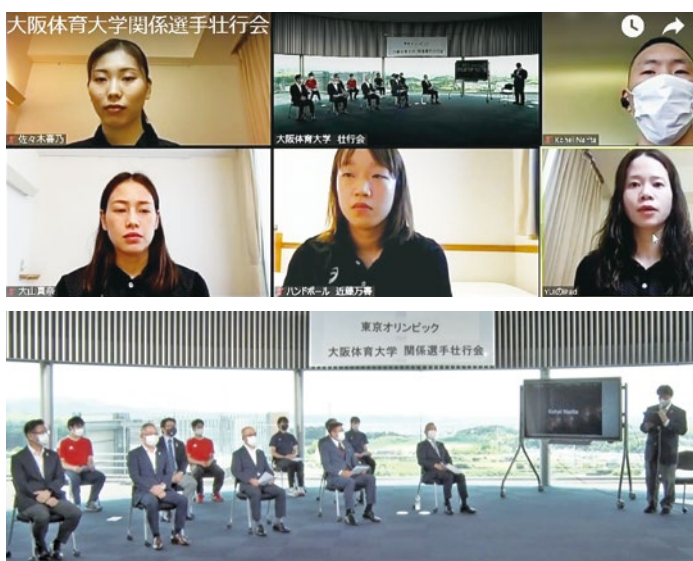 大阪体育大学関係選手壮行会
佐々木春乃
大阪体育大学 壮行会
Kohei Narita
大山真奈
ハンドボール 近藤万春
東京オリンピック
大阪体育大学 関係選手壮行会
Kohei Narita